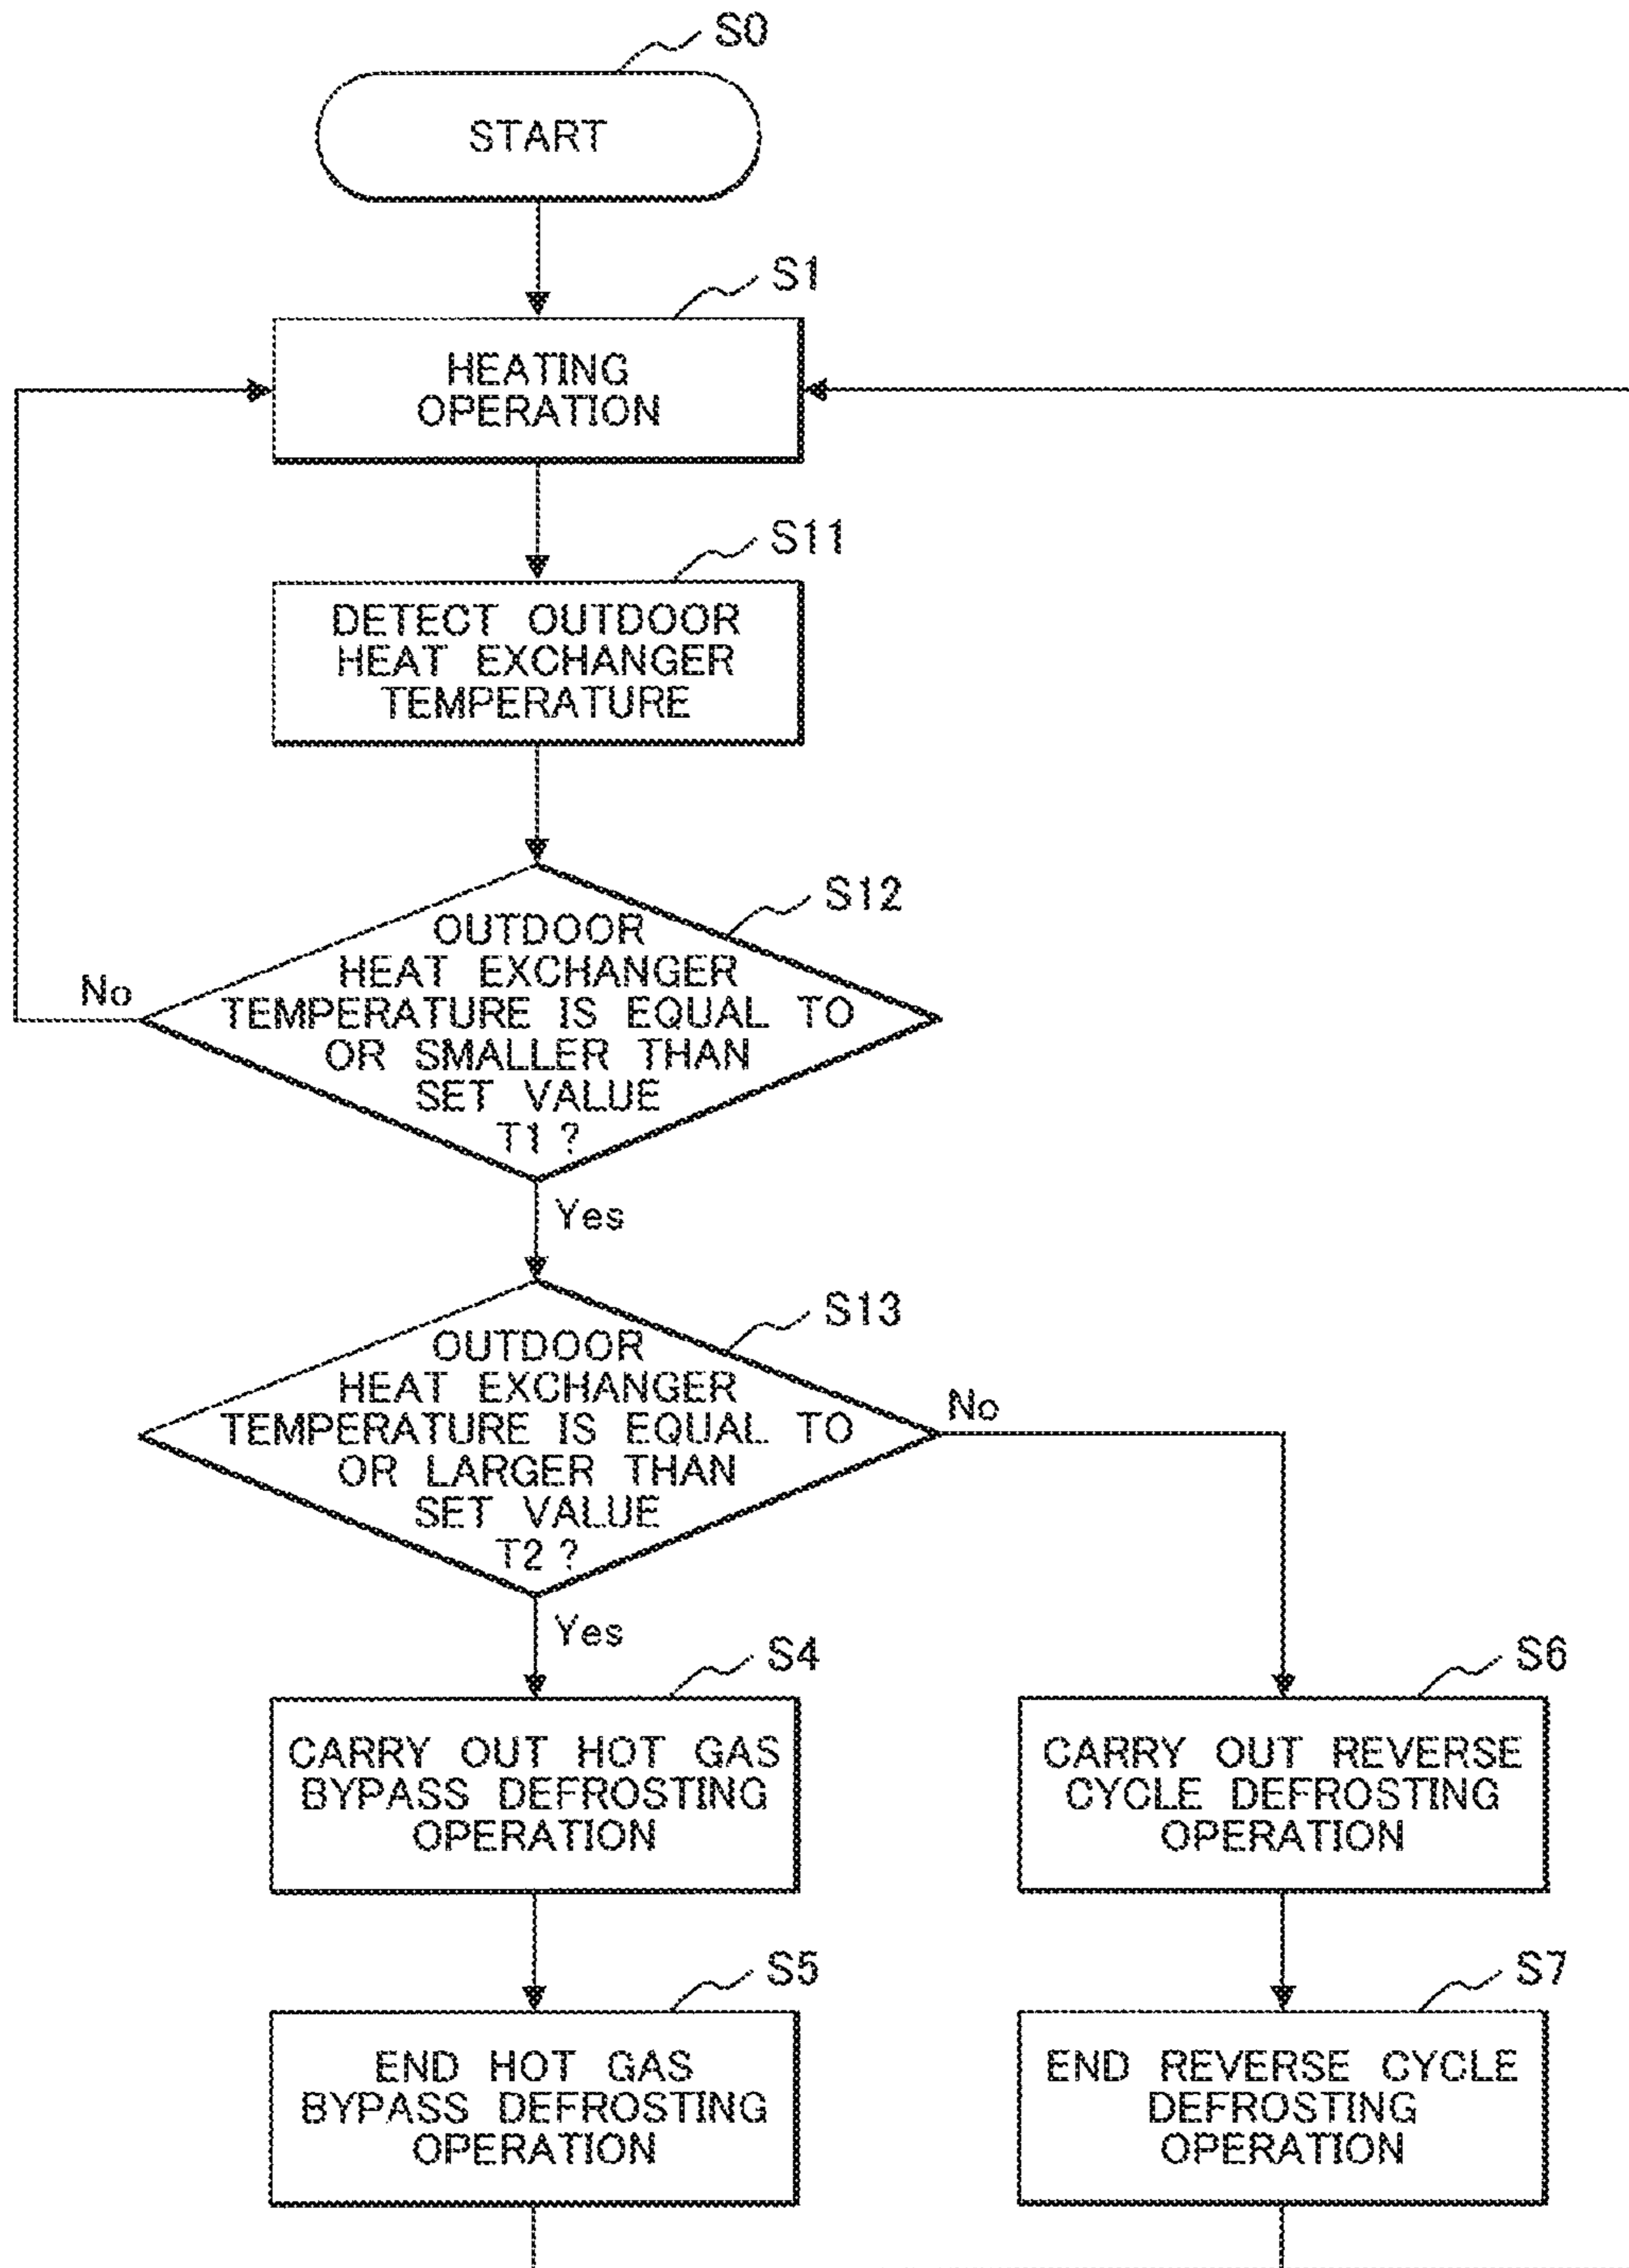 S0
START
S1
HEATING
OPERATION
S11
DETECT OUTDOOR
HEAT EXCHANGER
TEMPERATURE
S12
OUTDOOR
HEAT EXCHANGER
TEMPERATURE IS EQUAL TO
OR SMALLER THAN
SET VALUE
T1 ?
No
Yes
S13
OUTDOOR
HEAT EXCHANGER
TEMPERATURE IS EQUAL TO
OR LARGER THAN
SET VALUE
T2 ?
No
Yes
S4
CARRY OUT HOT GAS
BYPASS DEFROSTING
OPERATION
S6
CARRY OUT REVERSE
CYCLE DEFROSTING
OPERATION
S5
END HOT GAS
BYPASS DEFROSTING
OPERATION
S7
END REVERSE CYCLE
DEFROSTING
OPERATION